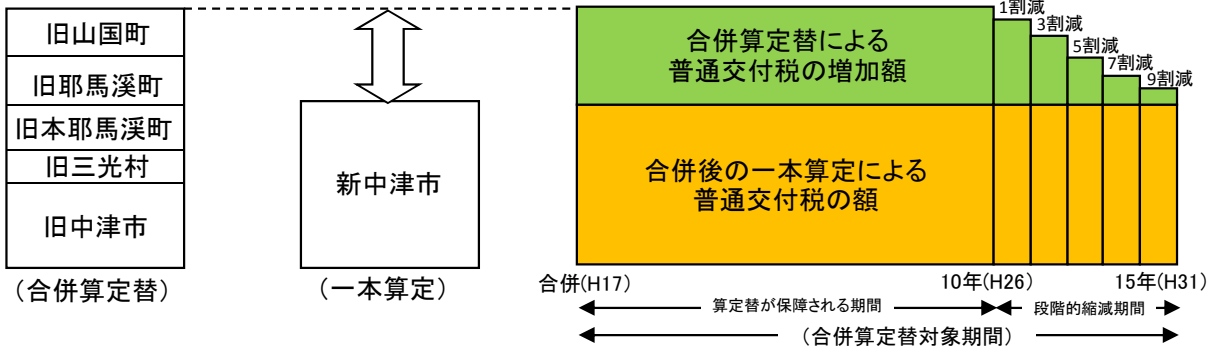 旧山国町
旧耶馬溪町
旧本耶馬溪町
旧三光村
旧中津市
(合併算定替)
新中津市
(一本算定)
合併算定替による
普通交付税の増加額
1割減
3割減
5割減
7割減
9割減
合併後の一本算定による
普通交付税の額
合併(H17)
10年(H26)
15年(H31)
算定替が保障される期間
段階的縮減期間
(合併算定替対象期間)